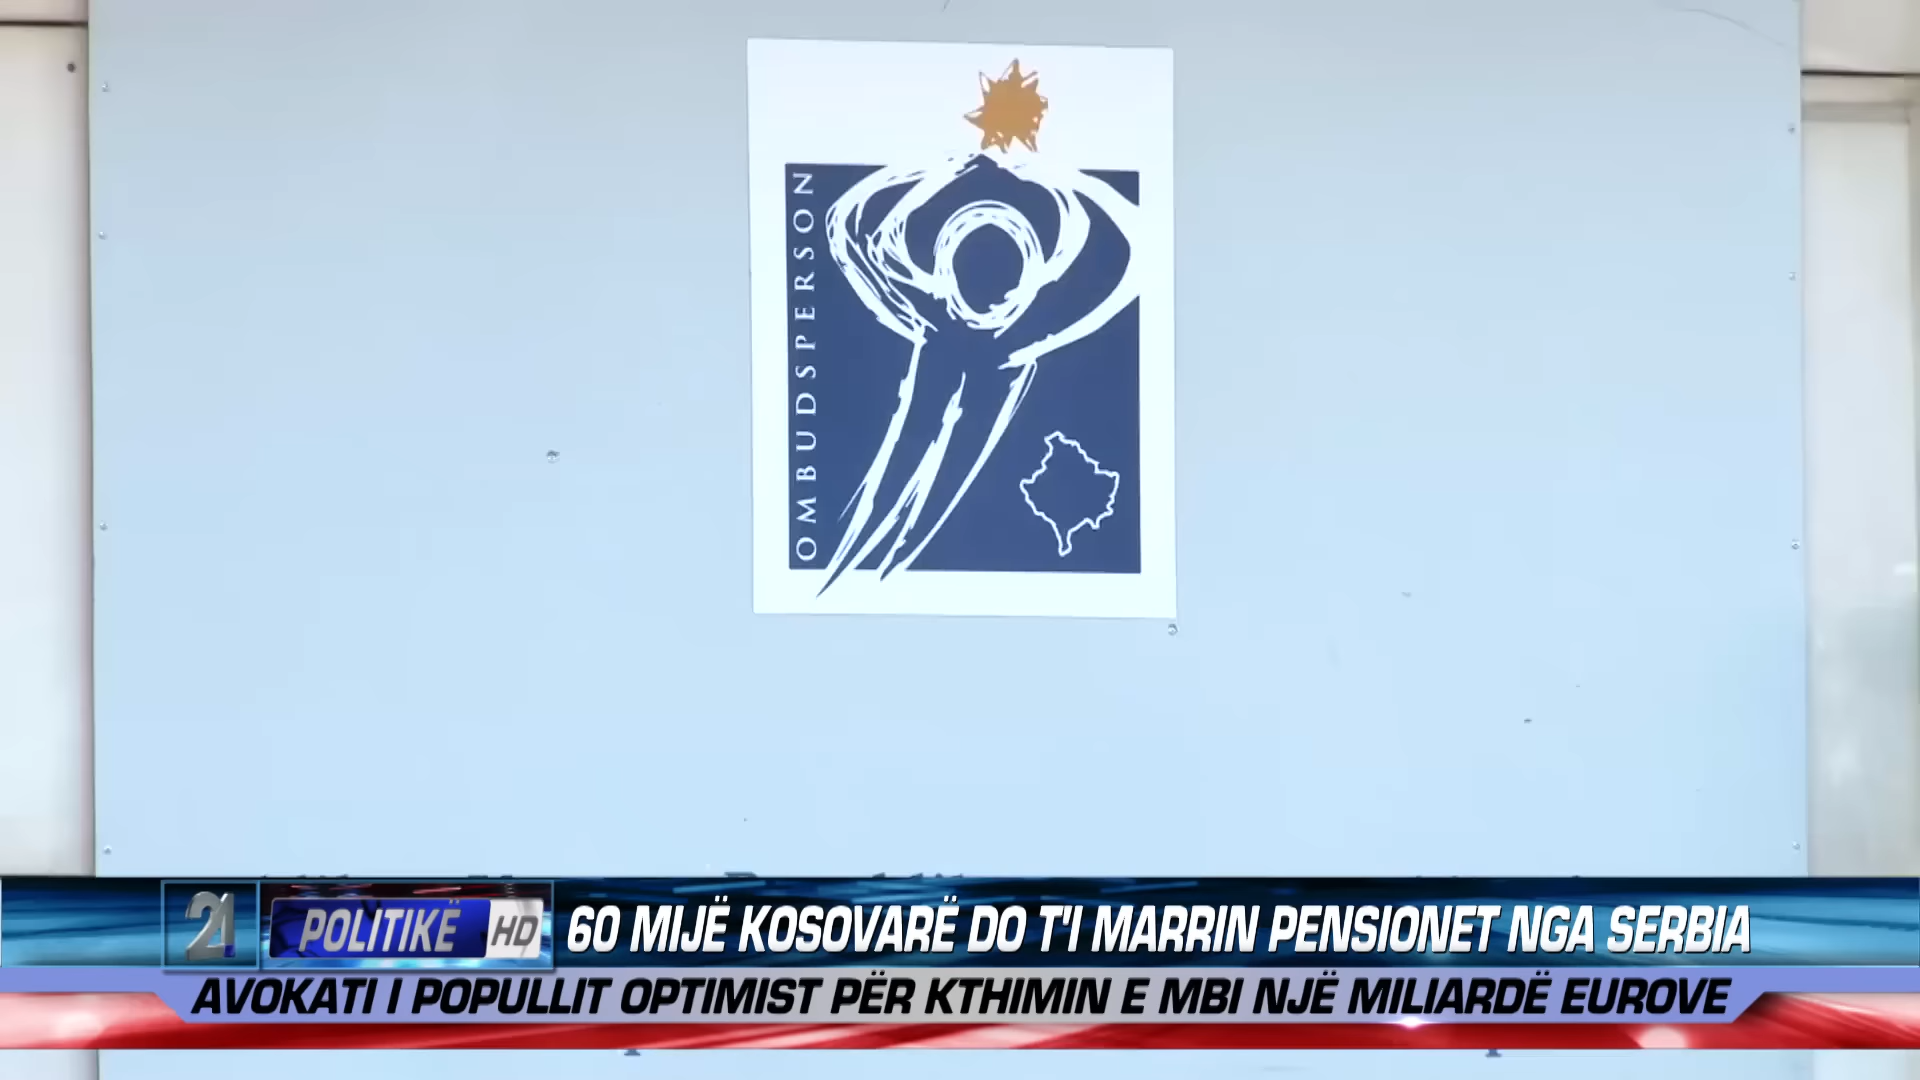 OMBUDSPERSON
24 POLITIKË HD 60 MIJË KOSOVARË DO T'I MARRIN PENSIONET NGA SERBIA
AVOKATI I POPULLIT OPTIMIST PËR KTHIMIN E MBI NJË MILIARDË EUROVE